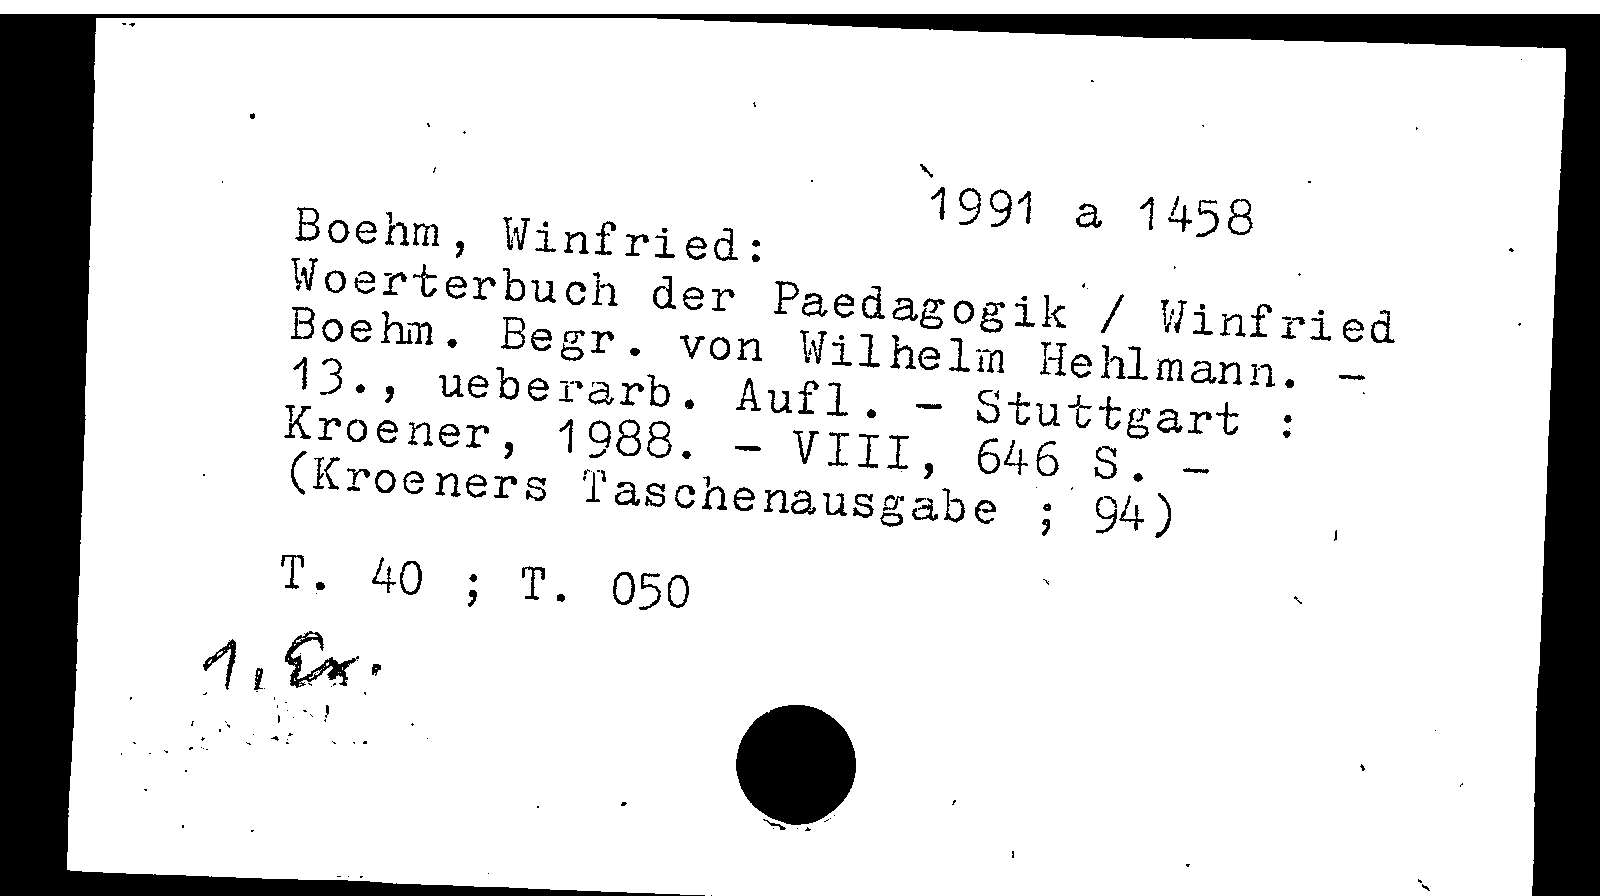 1991 a 1458
Boehm, Winfried:
Woerterbuch der Paedagogik / Winfried
Boehm. Begr. von Wilhelm Hehlmann. -
13., ueberarb. Aufl. - Stuttgart :
Kroener, 1988. - VIII, 646 S. -
(Kroeners Taschenausgabe ; 94)
T. 40 ; T. 050
1. Ex.